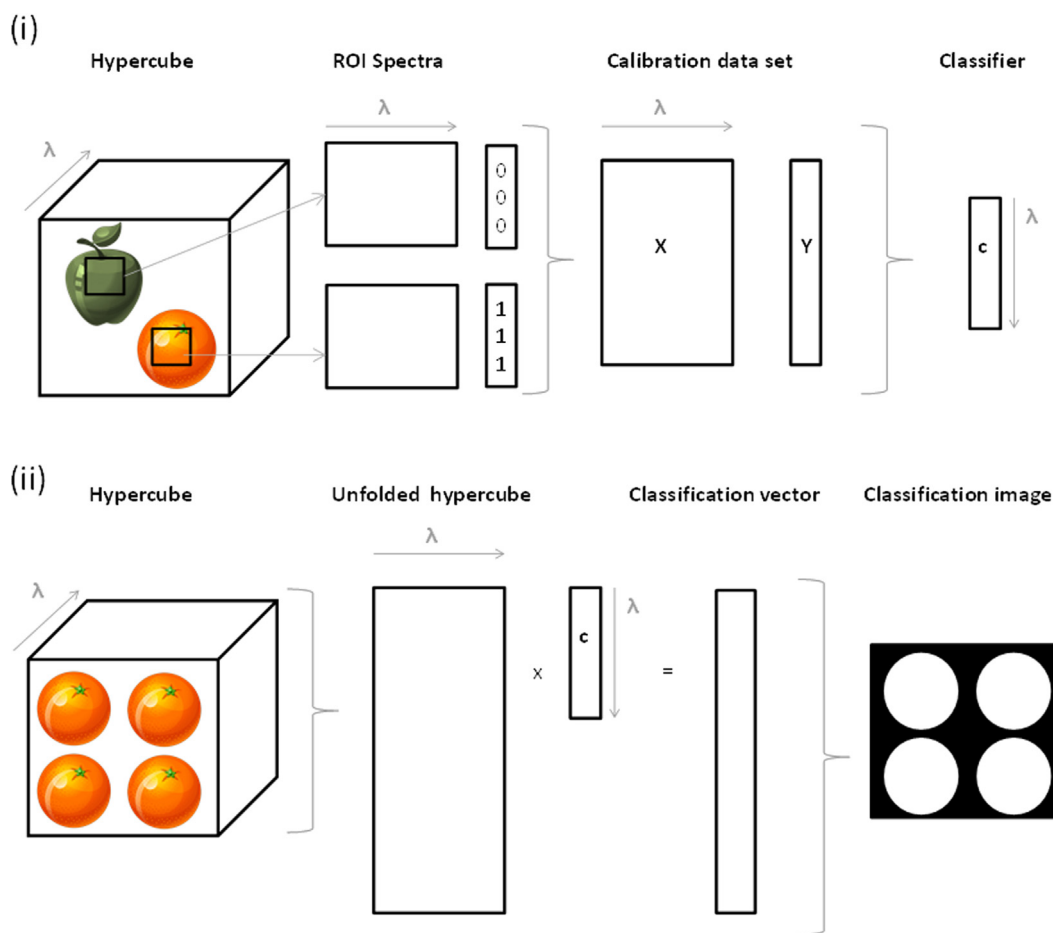 (i)
Hypercube ROI Spectra Calibration data set Classifier
λ λ λ
0
0
0
X Y c λ
1
1
1
(ii)
Hypercube Unfolded hypercube Classification vector Classification image
λ
λ c λ
x =